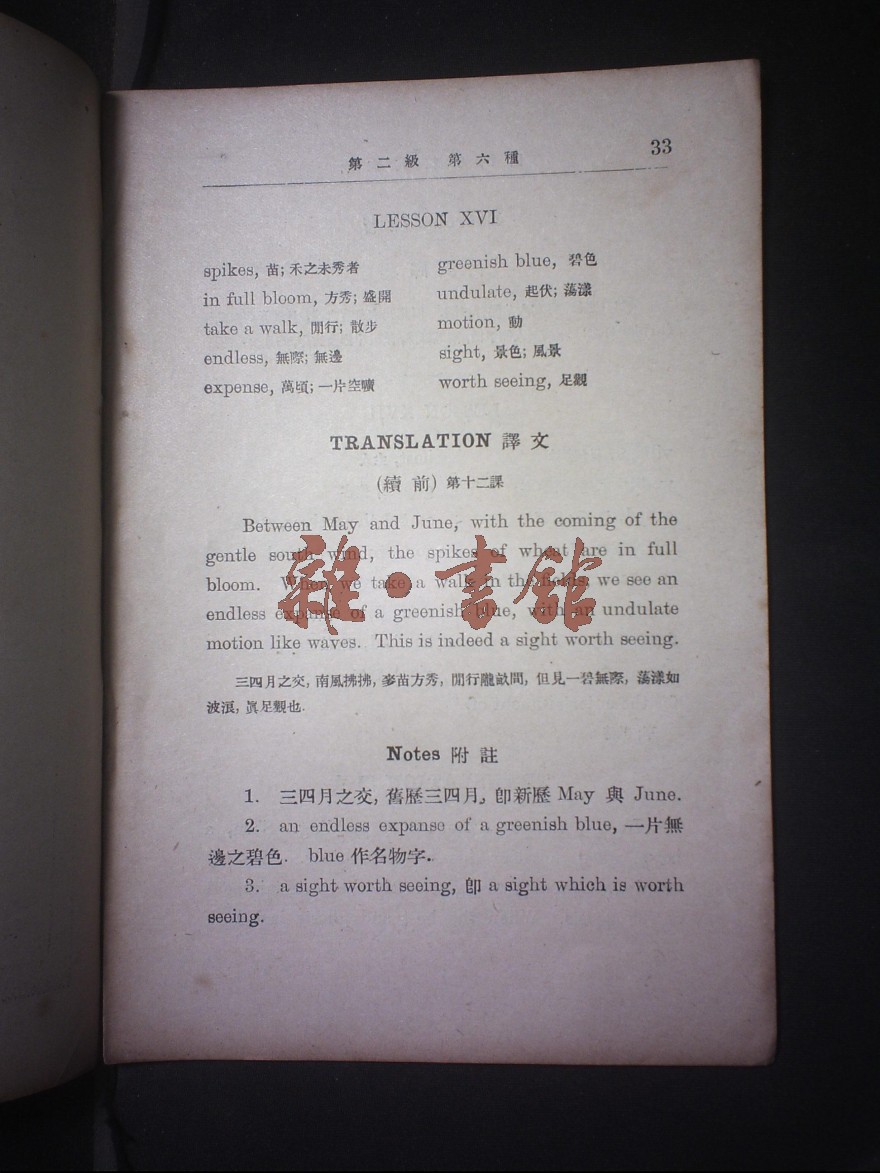 第二級 第六種 33
LESSON XVI
spikes, 苗; 禾之未秀者 greenish blue, 碧色
in full bloom, 方秀; 盛開 undulate, 起伏; 蕩漾
take a walk, 閒行; 散步 motion, 動
endless, 無際; 無邊 sight, 景色; 風景
expense, 萬頃; 一片空曠 worth seeing, 足觀
TRANSLATION 譯文
(續前) 第十二課
Between May and June, with the coming of the
gentle south wind, the spikes of wheat are in full
bloom. When we take a walk in the fields, we see an
endless expanse of a greenish blue, with an undulate
motion like waves. This is indeed a sight worth seeing.
三四月之交, 南風拂拂, 麥苗方秀, 閒行隴畝間, 但見一碧無際, 蕩漾如
波浪, 眞足觀也.
Notes 附註
1. 三四月之交, 舊歷三四月, 卽新歷 May 與 June.
2. an endless expanse of a greenish blue, 一片無
邊之碧色. blue 作名物字.
3. a sight worth seeing, 卽 a sight which is worth
seeing.
雜·書館